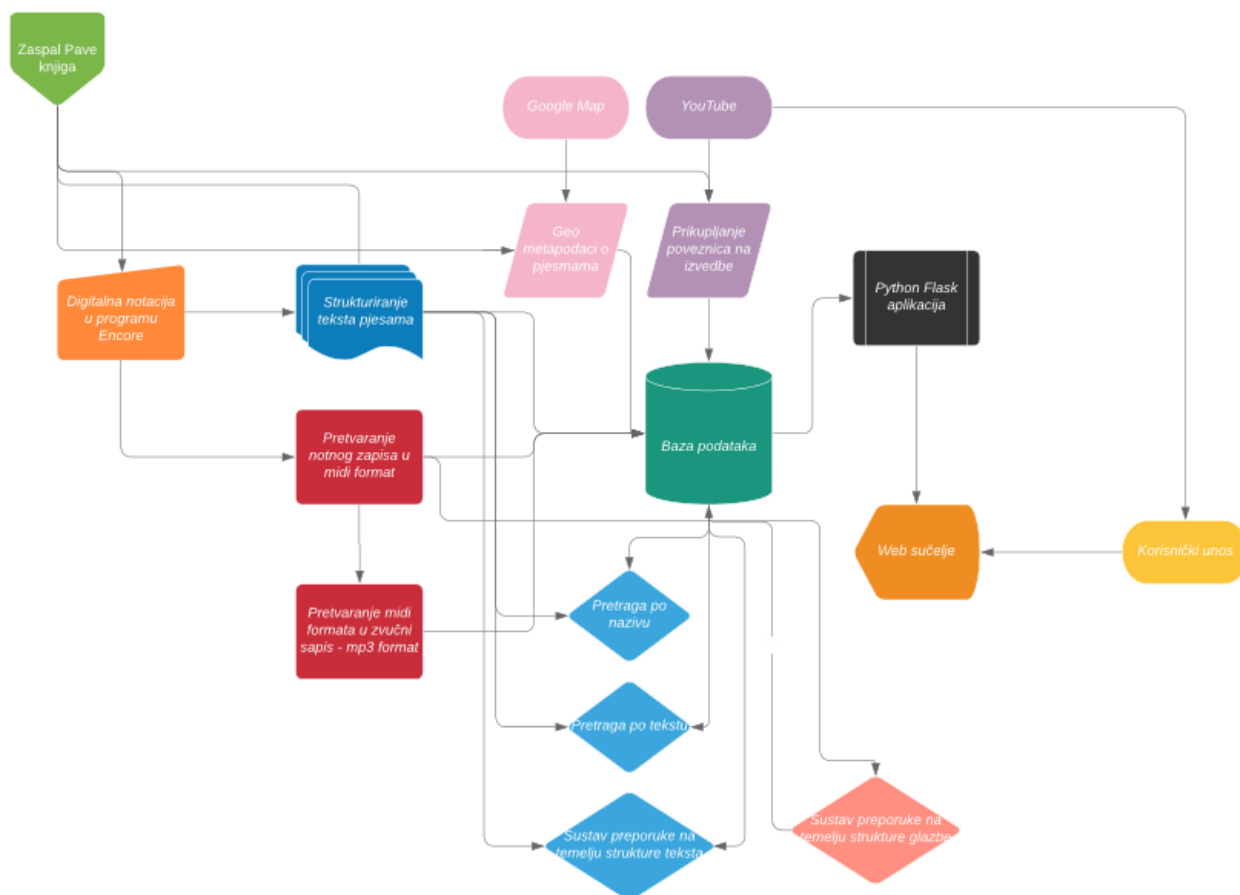 Zaspal Pave
knjiga
Google Map
YouTube
Geo
metapodaci o
pjesmama
Prikupljanje
poveznica na
izvedbe
Digitalna notacija
u programu
Encore
Strukturiranje
teksta pjesama
Python Flask
aplikacija
Pretvaranje
notnog zapisa u
midi format
Baza podataka
Web sučelje
Korisnički unos
Pretvaranje midi
formata u zvučni
sapis - mp3 format
Pretraga po
nazivu
Pretraga po tekstu
Sustav preporuke na
temelju strukture teksta
Sustav preporuke na
temelju strukture glazbe